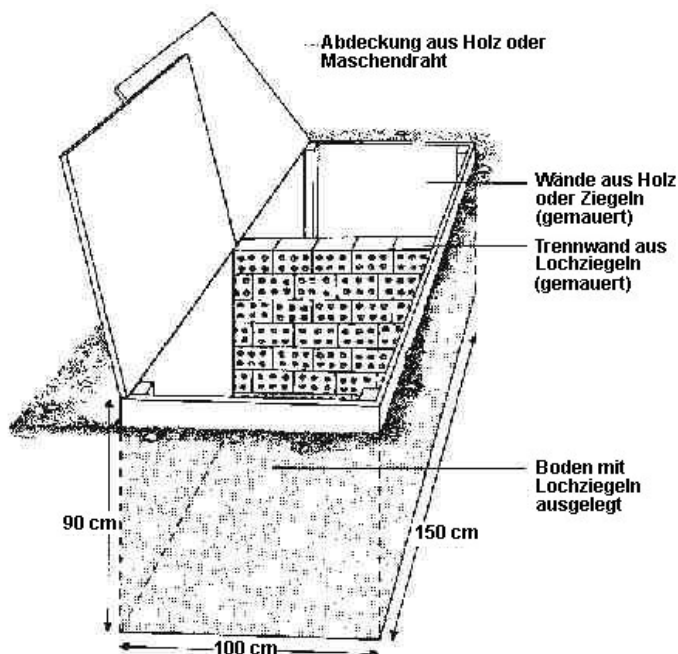 Abdeckung aus Holz oder
Maschendraht
Wände aus Holz
oder Ziegeln
(gemauert)
Trennwand aus
Lochziegeln
(gemauert)
Boden mit
Lochziegeln
ausgelegt
90 cm
150 cm
100 cm